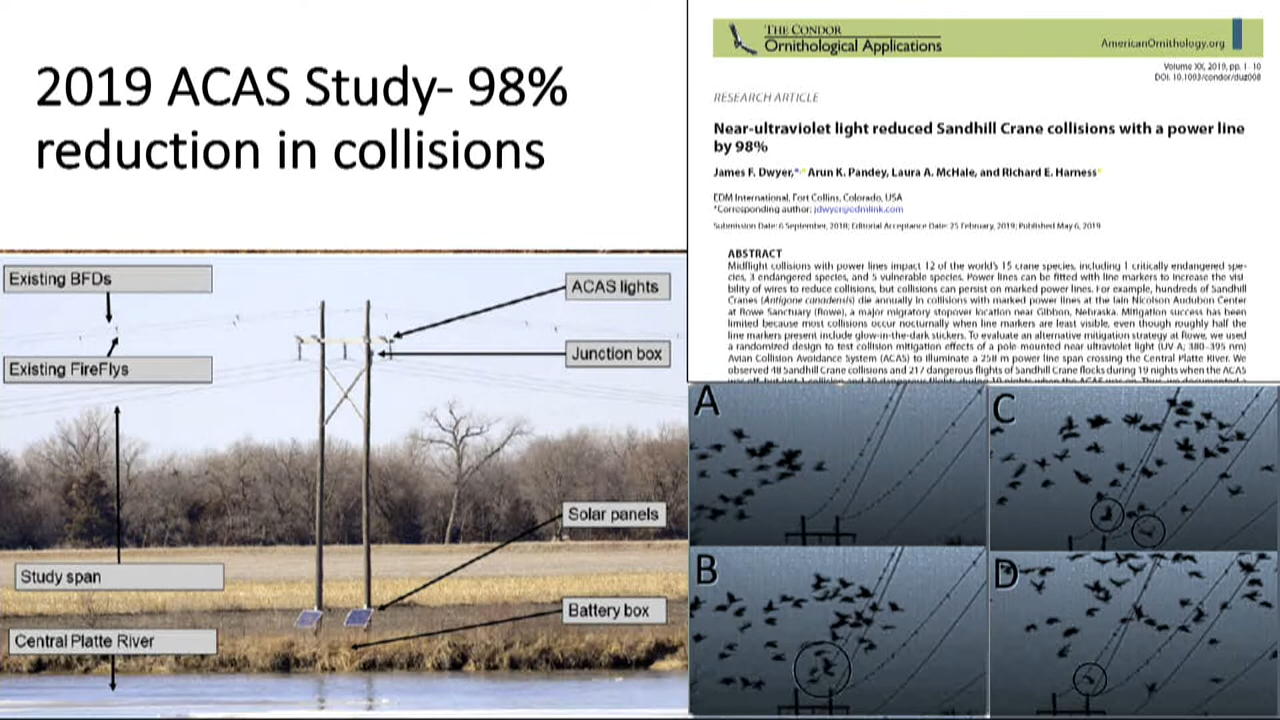 2019 ACAS Study- 98%
reduction in collisions
Existing BFDs
Existing FireFlys
Study span
Central Platte River
ACAS lights
Junction box
Solar panels
Battery box
THE CONDOR
Ornithological Applications
AmericanOrnithology.org
Volume XX, 2019, pp. 1–10
DOI: 10.1093/condor/duz008
RESEARCH ARTICLE
Near-ultraviolet light reduced Sandhill Crane collisions with a power line
by 98%
James F. Dwyer,* Arun K. Pandey, Laura A. McHale, and Richard E. Harness
EDM International, Fort Collins, Colorado, USA
*Corresponding author: jdwyer@edmlink.com
Submission Date: 6 September, 2018; Editorial Acceptance Date: 25 February, 2019; Published May 6, 2019
ABSTRACT
Midflight collisions with power lines impact 12 of the world's 15 crane species, including 1 critically endangered spe-
cies, 3 endangered species, and 5 vulnerable species. Power lines can be fitted with line markers to increase the visi-
bility of wires to reduce collisions, but collisions can persist on marked power lines. For example, hundreds of Sandhill
Cranes (Antigone canadensis) die annually in collisions with marked power lines at the Iain Nicolson Audubon Center
at Rowe Sanctuary (Rowe), a major migratory stopover location near Gibbon, Nebraska. Mitigation success has been
limited because most collisions occur nocturnally when line markers are least visible, even though roughly half the
line markers present include glow-in-the-dark stickers. To evaluate an alternative mitigation strategy at Rowe, we used
a randomized design to test collision mitigation effects of a pole mounted near ultraviolet light (UV A; 380–395 nm)
Avian Collision Avoidance System (ACAS) to illuminate a 258 m power line span crossing the Central Platte River. We
observed 48 Sandhill Crane collisions and 217 dangerous flights of Sandhill Crane flocks during 19 nights when the ACAS
A
C
B
D